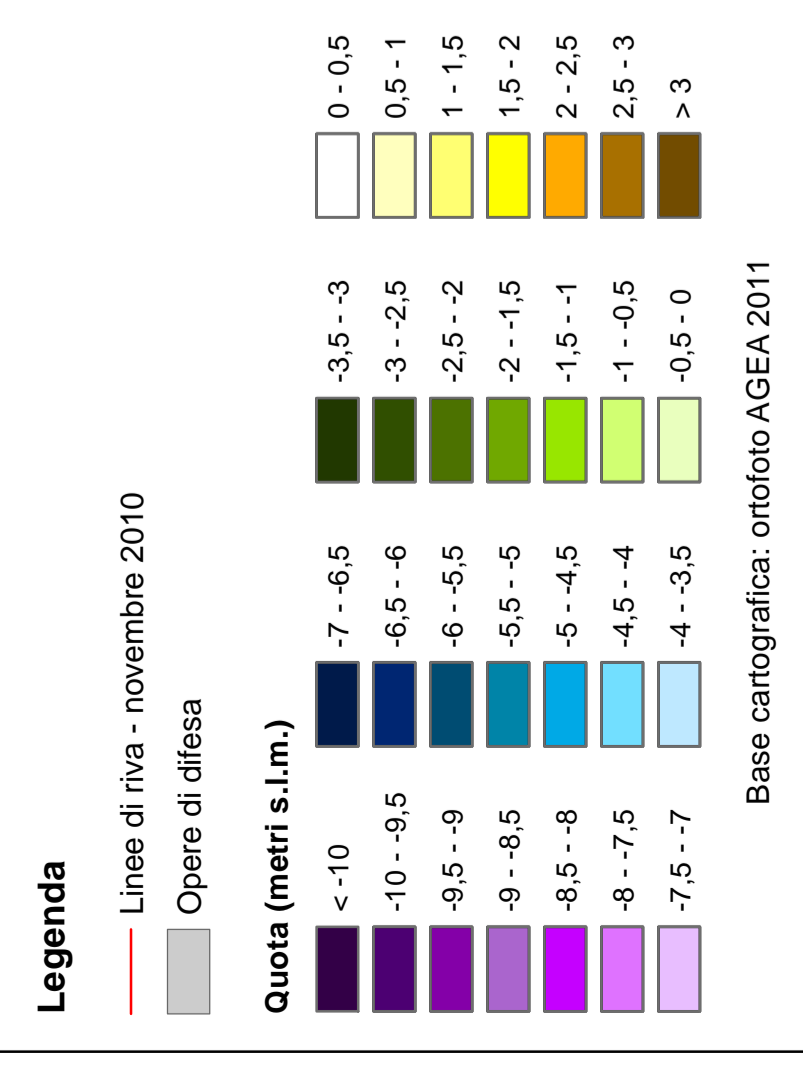 Legenda
Linee di riva - novembre 2010
Opere di difesa
Quota (metri s.l.m.)
< -10
-10 - -9,5
-9,5 - -9
-9 - -8,5
-8,5 - -8
-8 - -7,5
-7,5 - -7
-7 - -6,5
-6,5 - -6
-6 - -5,5
-5,5 - -5
-5 - -4,5
-4,5 - -4
-4 - -3,5
-3,5 - -3
-3 - -2,5
-2,5 - -2
-2 - -1,5
-1,5 - -1
-1 - -0,5
-0,5 - 0
0 - 0,5
0,5 - 1
1 - 1,5
1,5 - 2
2 - 2,5
2,5 - 3
> 3
Base cartografica: ortofoto AGEA 2011